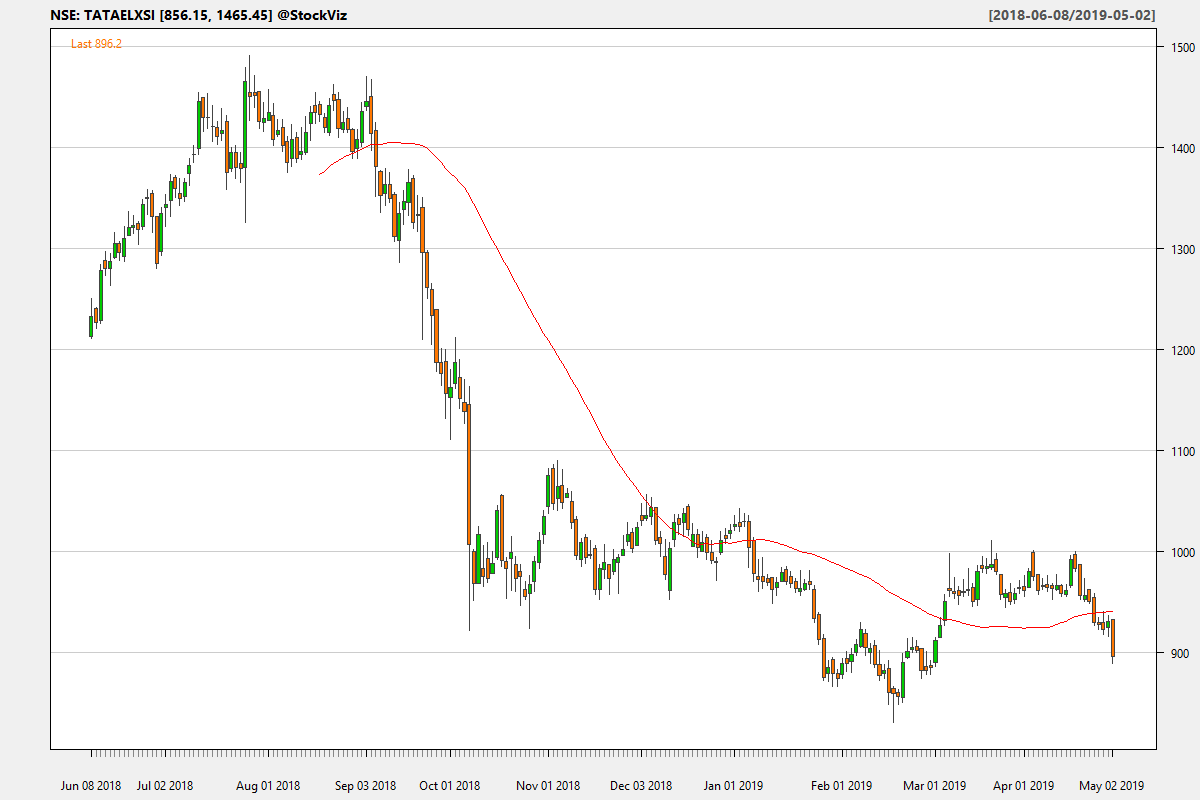 NSE: TATAELXSI [856.15, 1465.45] @StockViz
[2018-06-08/2019-05-02]
Last 896.2
1500
1400
1300
1200
1100
1000
900
Jun 08 2018 Jul 02 2018 Aug 01 2018 Sep 03 2018 Oct 01 2018 Nov 01 2018 Dec 03 2018 Jan 01 2019 Feb 01 2019 Mar 01 2019 Apr 01 2019 May 02 2019